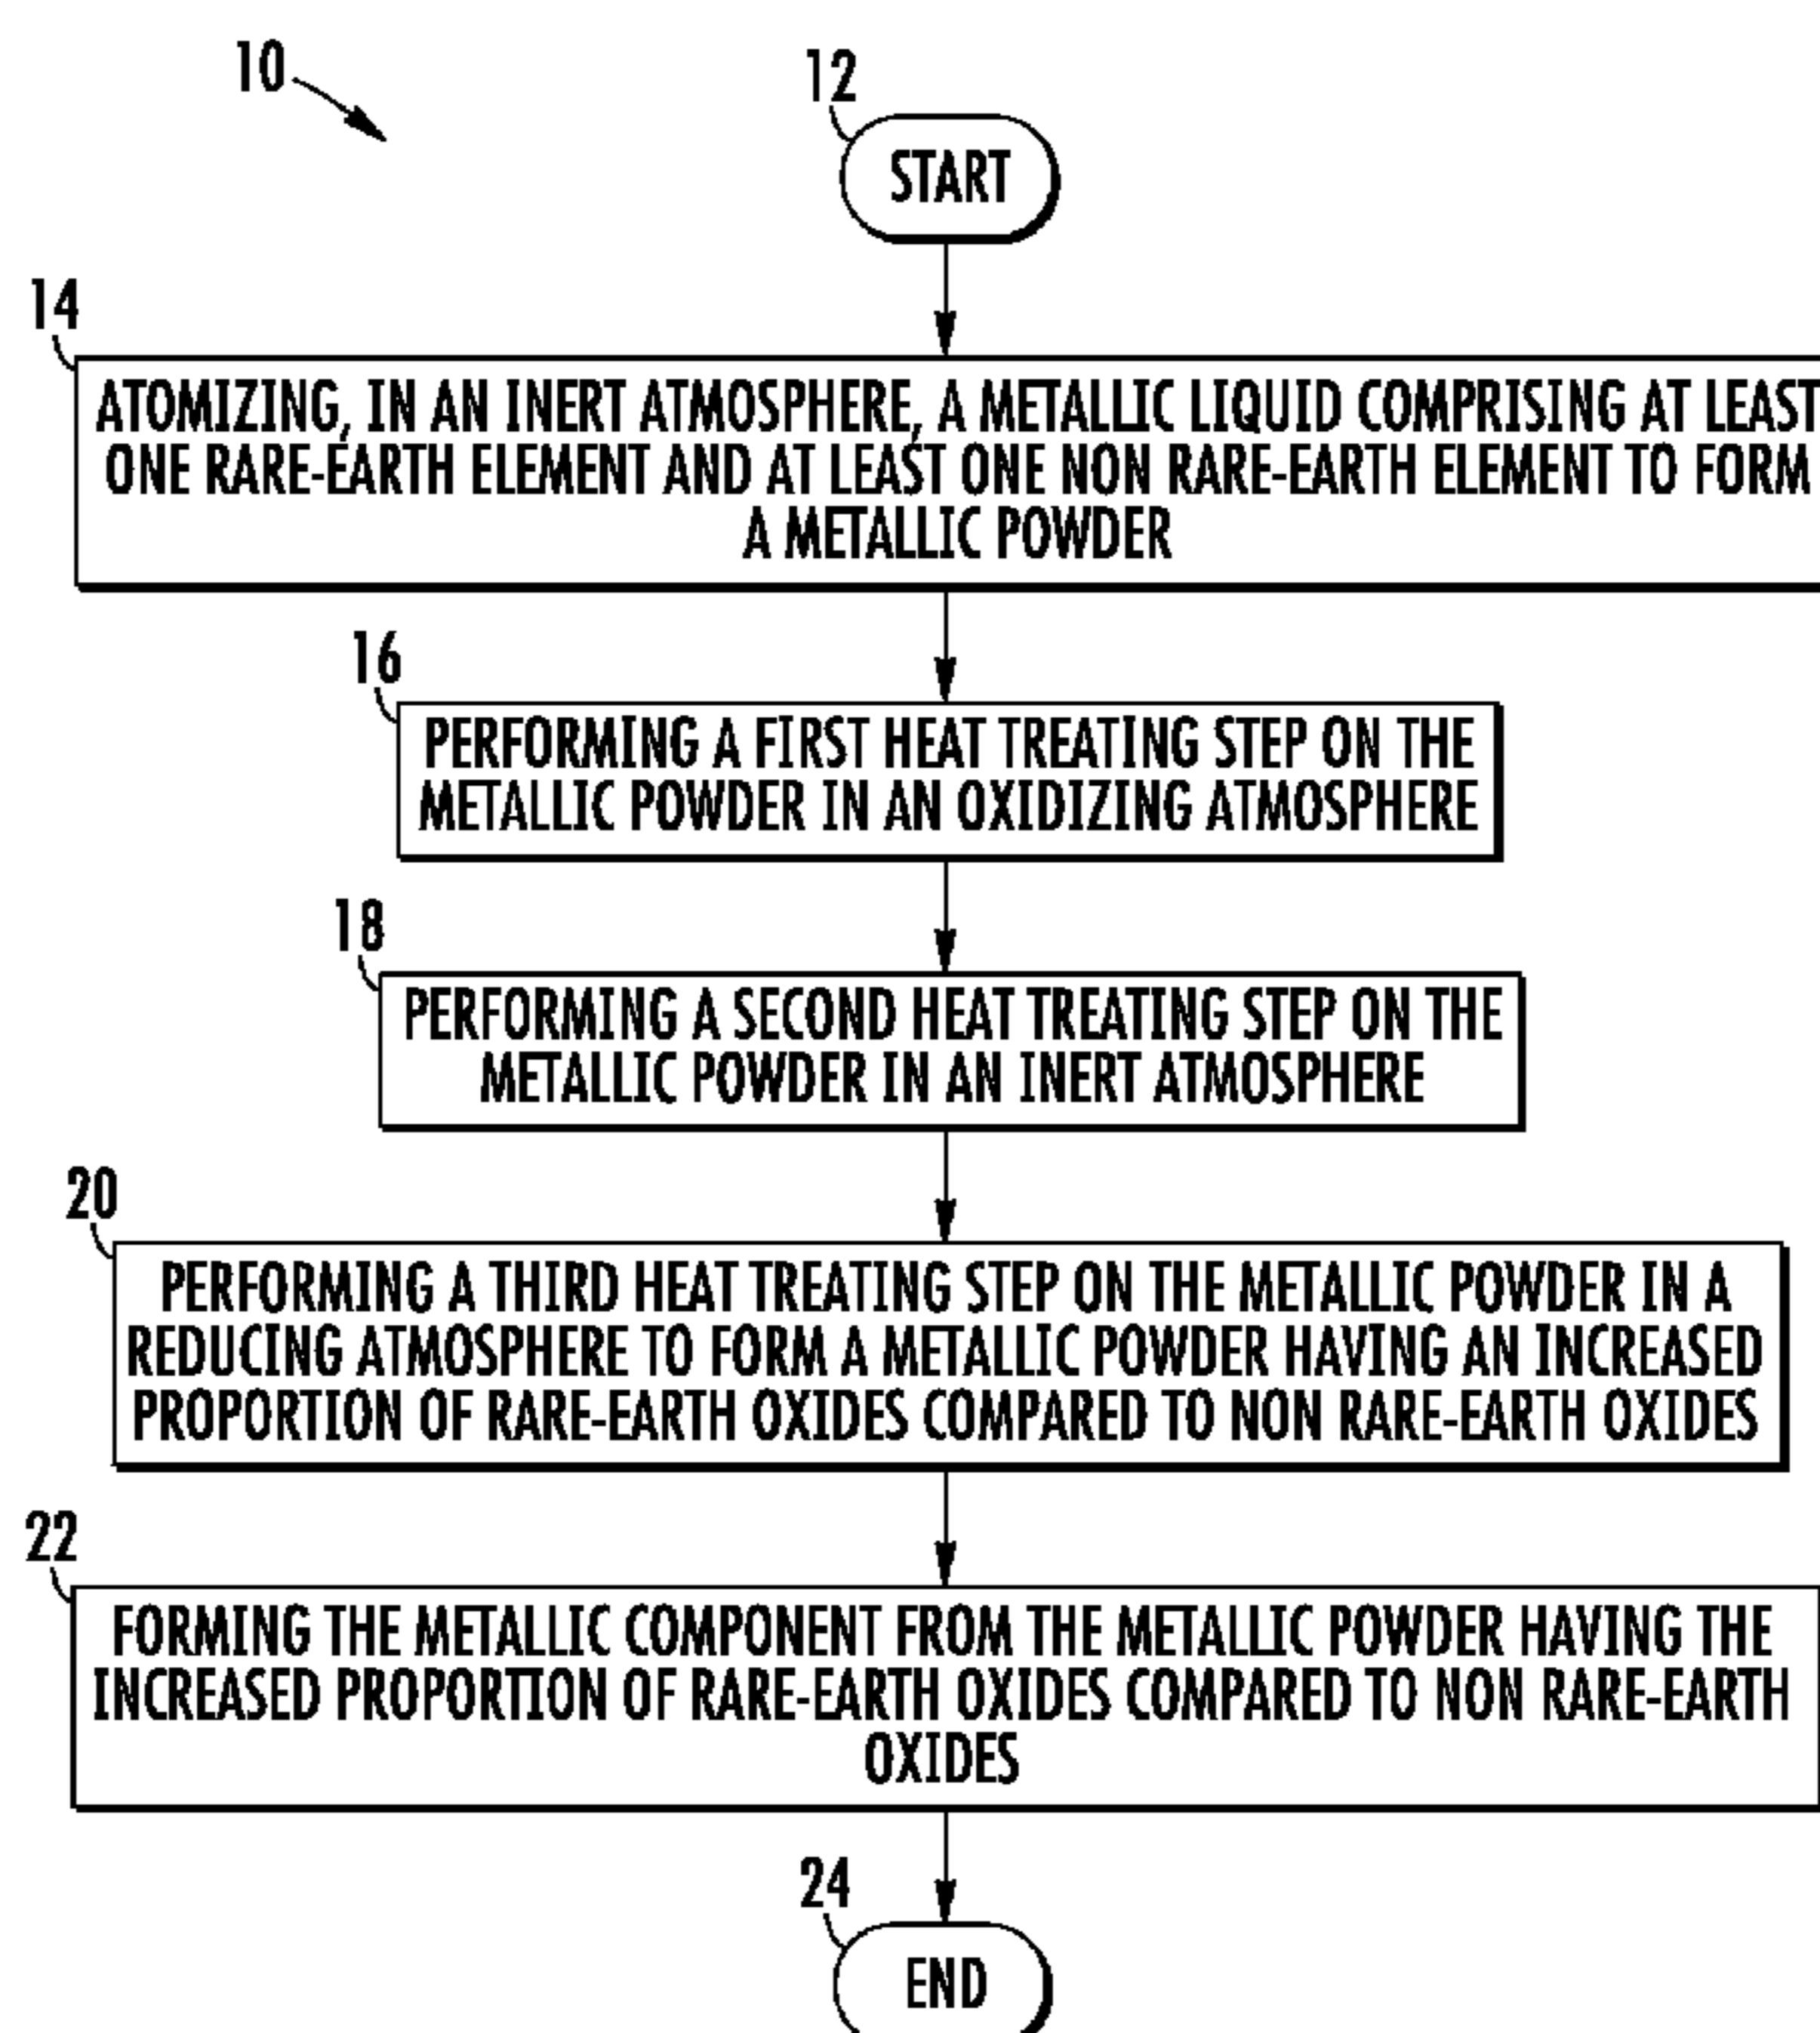 10
12
START
14
ATOMIZING, IN AN INERT ATMOSPHERE, A METALLIC LIQUID COMPRISING AT LEAST
ONE RARE-EARTH ELEMENT AND AT LEAST ONE NON RARE-EARTH ELEMENT TO FORM
A METALLIC POWDER
16
PERFORMING A FIRST HEAT TREATING STEP ON THE
METALLIC POWDER IN AN OXIDIZING ATMOSPHERE
18
PERFORMING A SECOND HEAT TREATING STEP ON THE
METALLIC POWDER IN AN INERT ATMOSPHERE
20
PERFORMING A THIRD HEAT TREATING STEP ON THE METALLIC POWDER IN A
REDUCING ATMOSPHERE TO FORM A METALLIC POWDER HAVING AN INCREASED
PROPORTION OF RARE-EARTH OXIDES COMPARED TO NON RARE-EARTH OXIDES
22
FORMING THE METALLIC COMPONENT FROM THE METALLIC POWDER HAVING THE
INCREASED PROPORTION OF RARE-EARTH OXIDES COMPARED TO NON RARE-EARTH
OXIDES
24
END